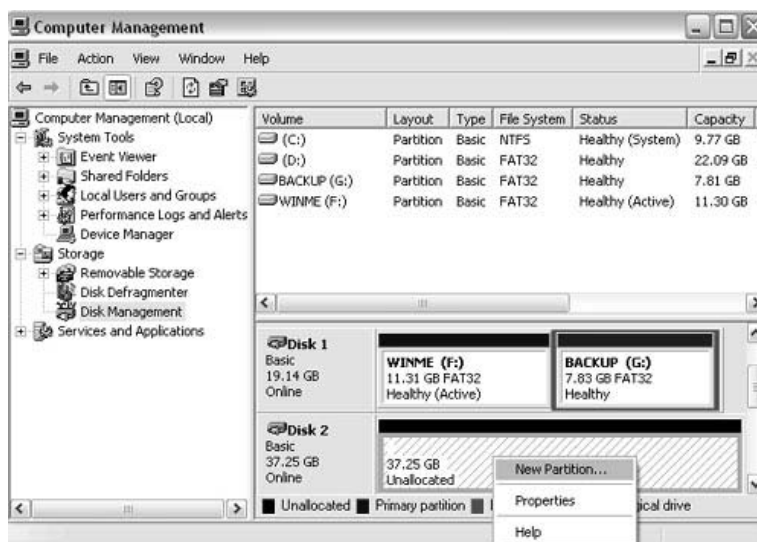 Computer Management
File Action View Window Help
Computer Management (Local)
System Tools
Event Viewer
Shared Folders
Local Users and Groups
Performance Logs and Alerts
Device Manager
Storage
Removable Storage
Disk Defragmenter
Disk Management
Services and Applications
Volume Layout Type File System Status Capacity
(C:) Partition Basic NTFS Healthy (System) 9.77 GB
(D:) Partition Basic FAT32 Healthy 22.09 GB
BACKUP (G:) Partition Basic FAT32 Healthy 7.81 GB
WINME (F:) Partition Basic FAT32 Healthy (Active) 11.30 GB
Disk 1
Basic
19.14 GB
Online
WINME (F:)
11.31 GB FAT32
Healthy (Active)
BACKUP (G:)
7.83 GB FAT32
Healthy
Disk 2
Basic
37.25 GB
Online
37.25 GB
Unallocated
New Partition...
Properties
Help
Unallocated Primary partition ical drive